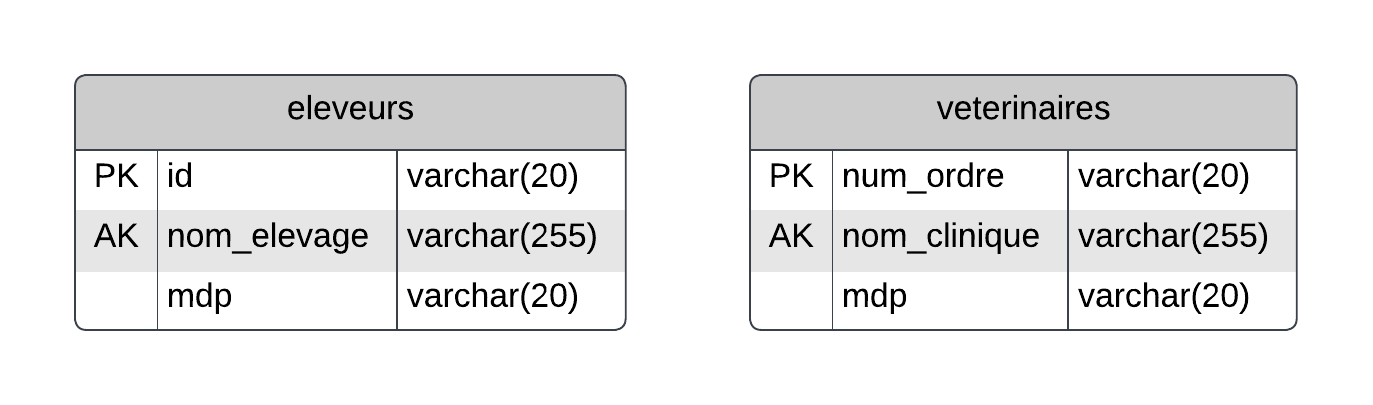 eleveurs
PK id varchar(20)
AK nom_elevage varchar(255)
mdp varchar(20)
veterinaires
PK num_ordre varchar(20)
AK nom_clinique varchar(255)
mdp varchar(20)